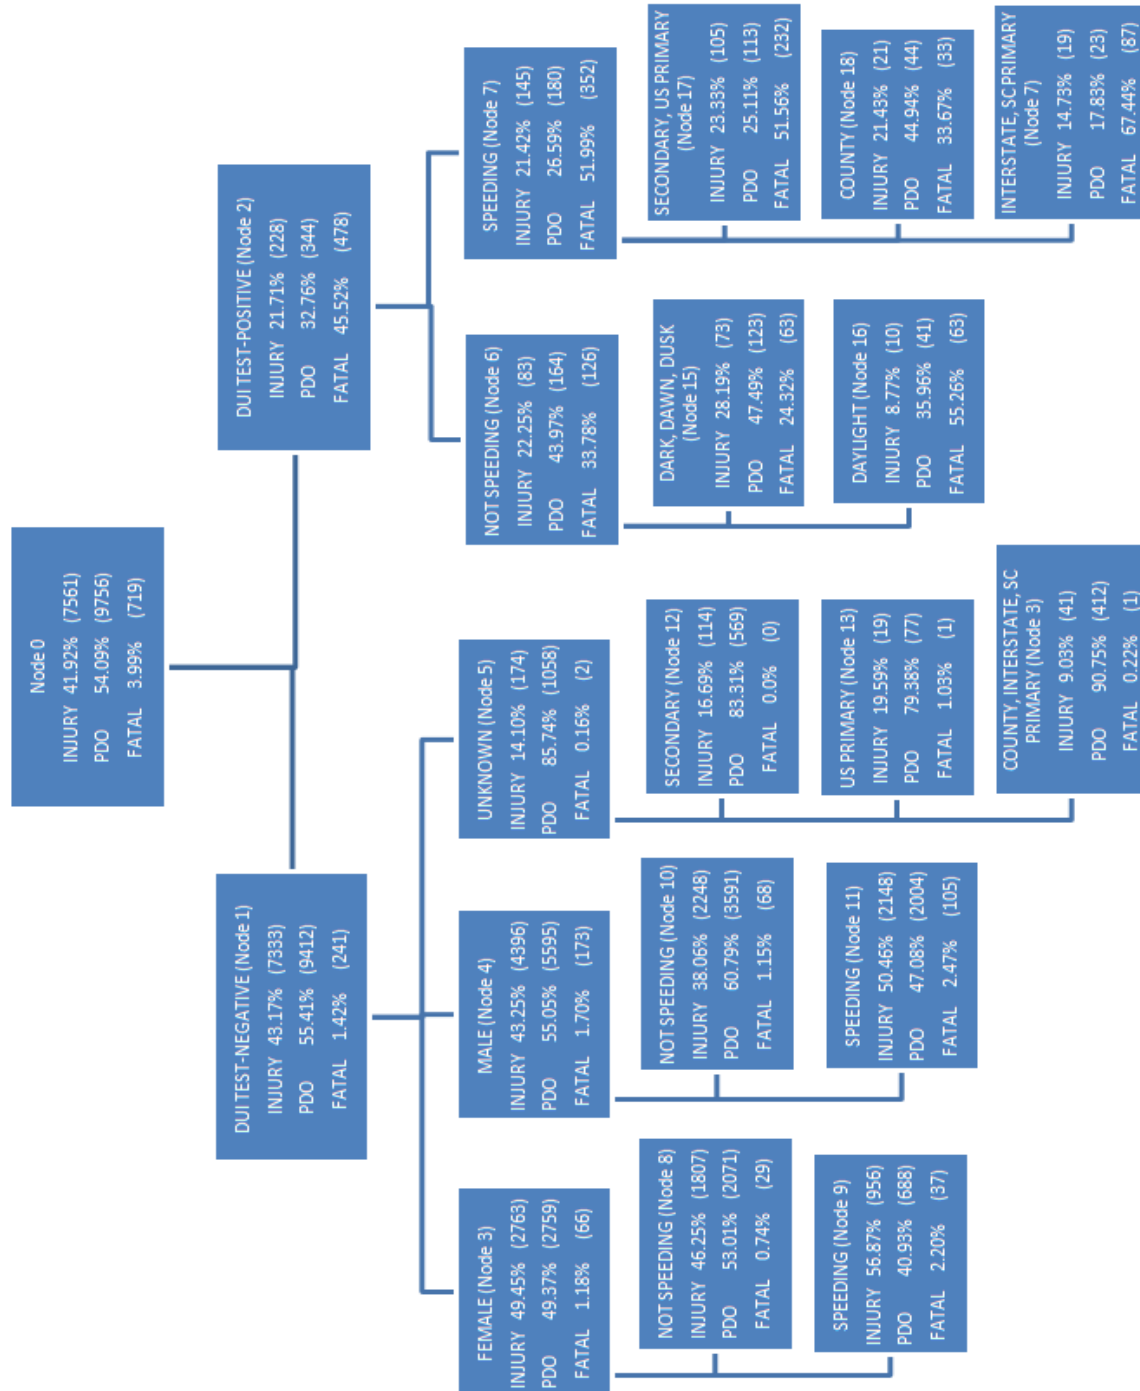 Node 0
INJURY 41.92% (7561)
PDO 54.09% (9756)
FATAL 3.99% (719)
DUI TEST-NEGATIVE (Node 1)
INJURY 43.17% (7333)
PDO 55.41% (9412)
FATAL 1.42% (241)
DUI TEST-POSITIVE (Node 2)
INJURY 21.71% (228)
PDO 32.76% (344)
FATAL 45.52% (478)
FEMALE (Node 3)
INJURY 49.45% (2763)
PDO 49.37% (2759)
FATAL 1.18% (66)
MALE (Node 4)
INJURY 43.25% (4396)
PDO 55.05% (5595)
FATAL 1.70% (173)
UNKNOWN (Node 5)
INJURY 14.10% (174)
PDO 85.74% (1058)
FATAL 0.16% (2)
NOT SPEEDING (Node 6)
INJURY 22.25% (83)
PDO 43.97% (164)
FATAL 33.78% (126)
SPEEDING (Node 7)
INJURY 21.42% (145)
PDO 26.59% (180)
FATAL 51.99% (352)
NOT SPEEDING (Node 8)
INJURY 46.25% (1807)
PDO 53.01% (2071)
FATAL 0.74% (29)
SPEEDING (Node 9)
INJURY 56.87% (956)
PDO 40.93% (688)
FATAL 2.20% (37)
NOT SPEEDING (Node 10)
INJURY 38.06% (2248)
PDO 60.79% (3591)
FATAL 1.15% (68)
SPEEDING (Node 11)
INJURY 50.46% (2148)
PDO 47.08% (2004)
FATAL 2.47% (105)
SECONDARY (Node 12)
INJURY 16.69% (114)
PDO 83.31% (569)
FATAL 0.0% (0)
US PRIMARY (Node 13)
INJURY 19.59% (19)
PDO 79.38% (77)
FATAL 1.03% (1)
COUNTY, INTERSTATE, SC
PRIMARY (Node 3)
INJURY 9.03% (41)
PDO 90.75% (412)
FATAL 0.22% (1)
DARK, DAWN, DUSK
(Node 15)
INJURY 28.19% (73)
PDO 47.49% (123)
FATAL 24.32% (63)
DAYLIGHT (Node 16)
INJURY 8.77% (10)
PDO 35.96% (41)
FATAL 55.26% (63)
SECONDARY, US PRIMARY
(Node 17)
INJURY 23.33% (105)
PDO 25.11% (113)
FATAL 51.56% (232)
COUNTY (Node 18)
INJURY 21.43% (21)
PDO 44.94% (44)
FATAL 33.67% (33)
INTERSTATE, SC PRIMARY
(Node 7)
INJURY 14.73% (19)
PDO 17.83% (23)
FATAL 67.44% (87)